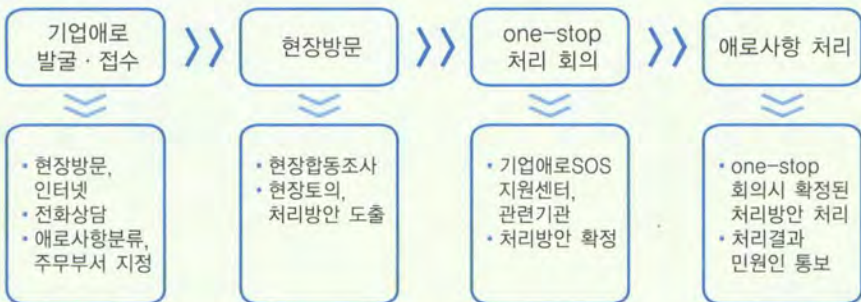 기업애로
발굴 · 접수
현장방문
one-stop
처리 회의
애로사항 처리
• 현장방문,
인터넷
• 전화상담
• 애로사항분류,
주무부서 지정
• 현장합동조사
• 현장토의,
처리방안 도출
• 기업애로SOS
지원센터,
관련기관
• 처리방안 확정
• one-stop
회의시 확정된
처리방안 처리
• 처리결과
민원인 통보